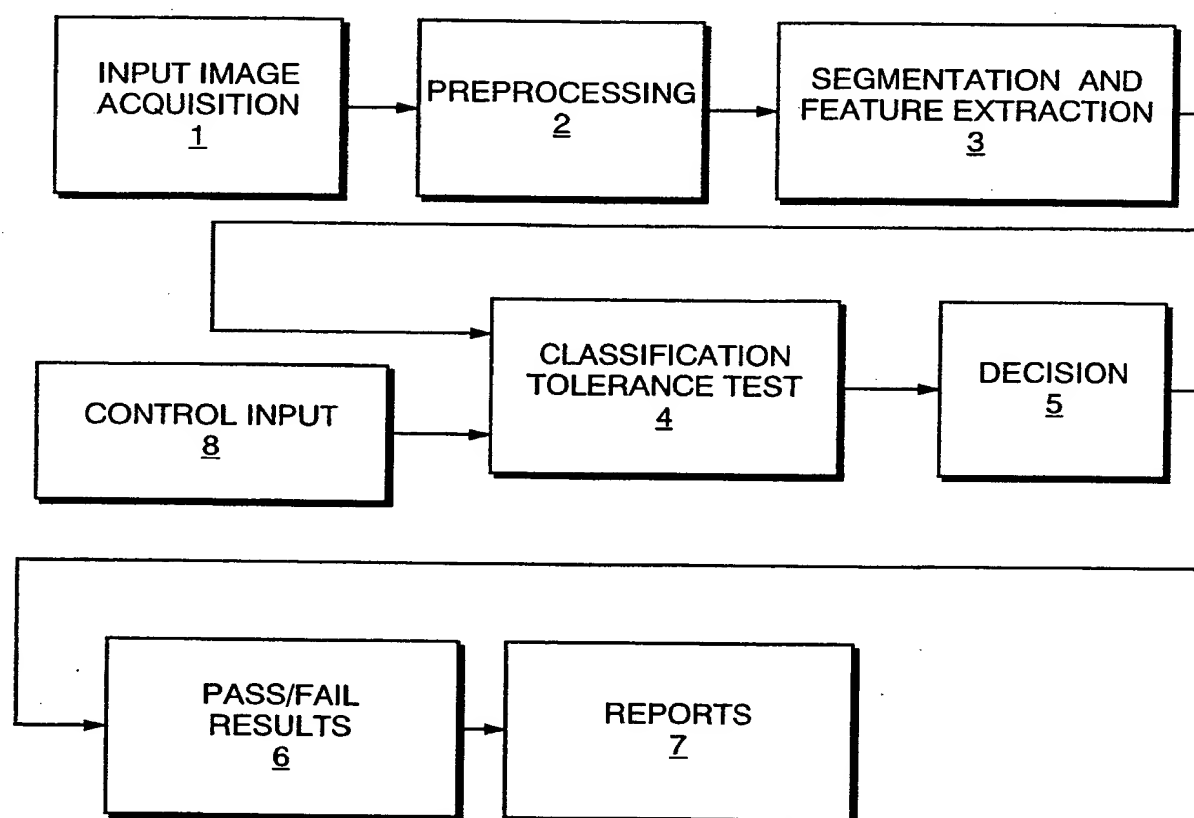 INPUT IMAGE
ACQUISITION
1
PREPROCESSING
2
SEGMENTATION AND
FEATURE EXTRACTION
3
CLASSIFICATION
TOLERANCE TEST
4
DECISION
5
CONTROL INPUT
8
PASS/FAIL
RESULTS
6
REPORTS
7